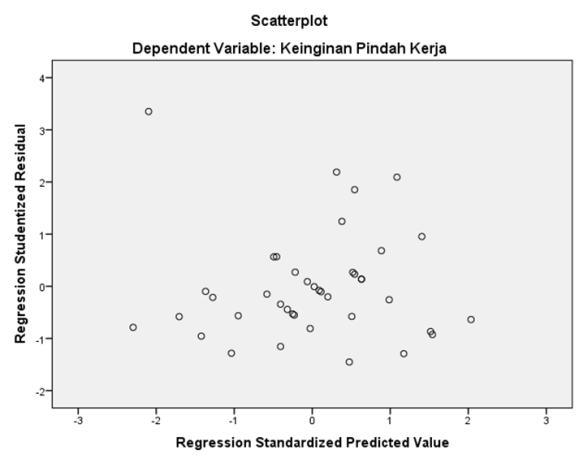 Scatterplot
Dependent Variable: Keinginan Pindah Kerja
Regression Studentized Residual
4
3
2
1
0
-1
-2
-3 -2 -1 0 1 2 3
Regression Standardized Predicted Value